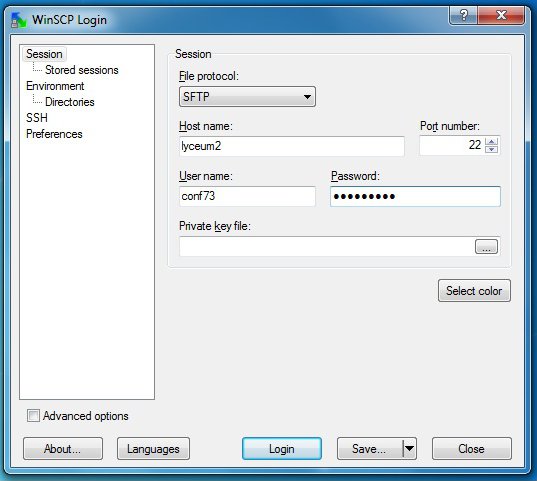 WinSCP Login
?
Session
Stored sessions
Environment
Directories
SSH
Preferences
Session
File protocol:
SFTP
Host name:
Port number:
lyceum2
22
User name:
Password:
conf73
●●●●●●●●●
Private key file:
...
Select color
Advanced options
About...
Languages
Login
Save...
Close